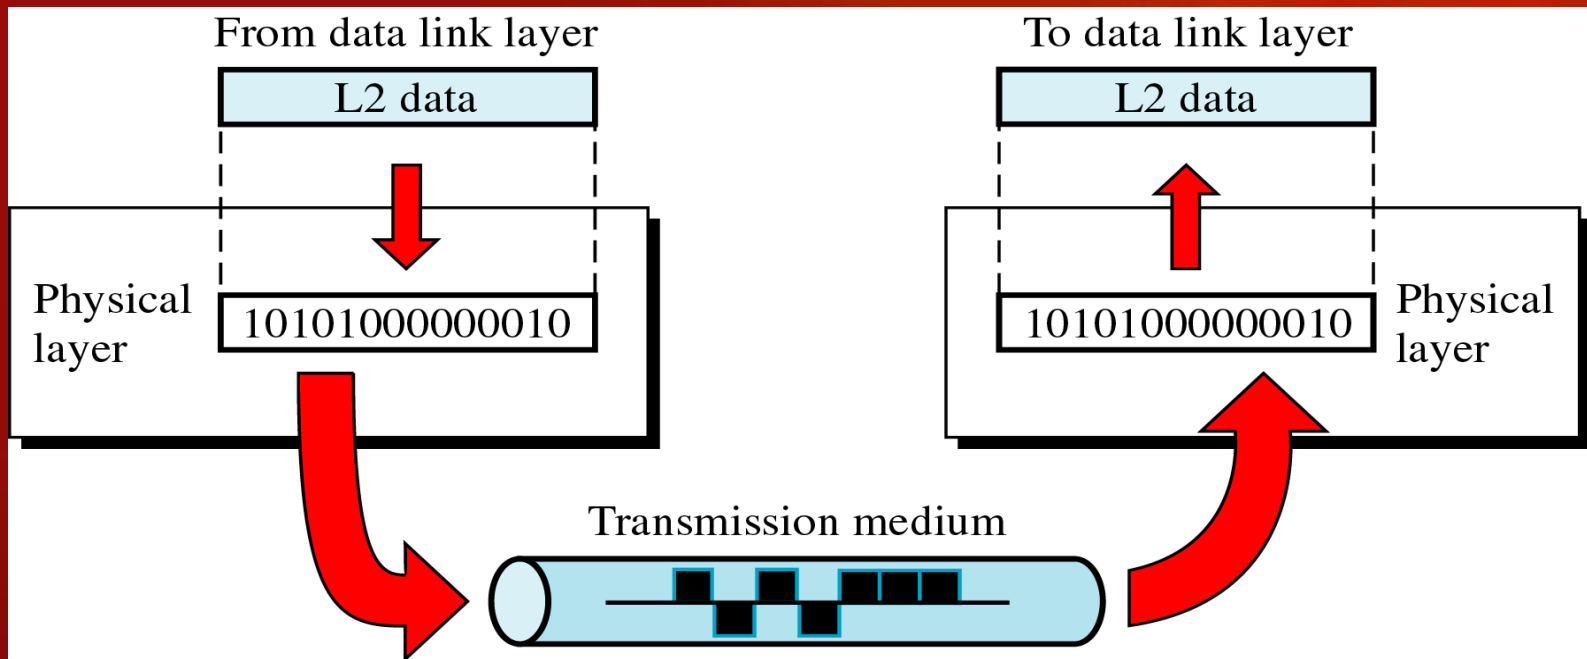 From data link layer
L2 data
Physical
layer
10101000000010
To data link layer
L2 data
10101000000010
Physical
layer
Transmission medium